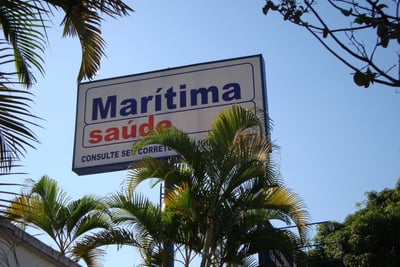 Marítima
saúde
CONSULTE SEU CORRETOR